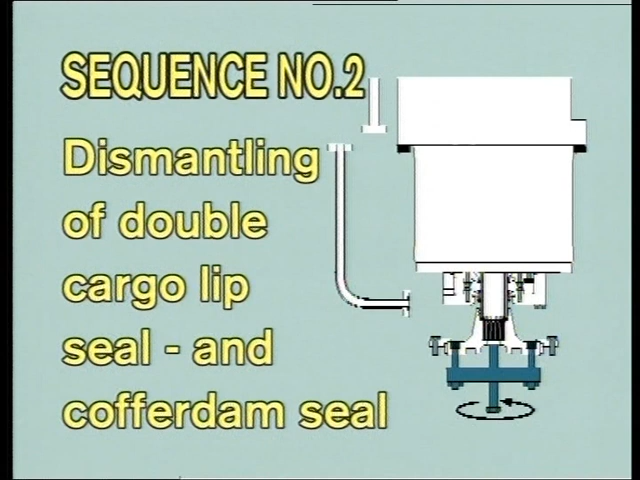 SEQUENCE NO.2
Dismantling
of double
cargo lip
seal - and
cofferdam seal